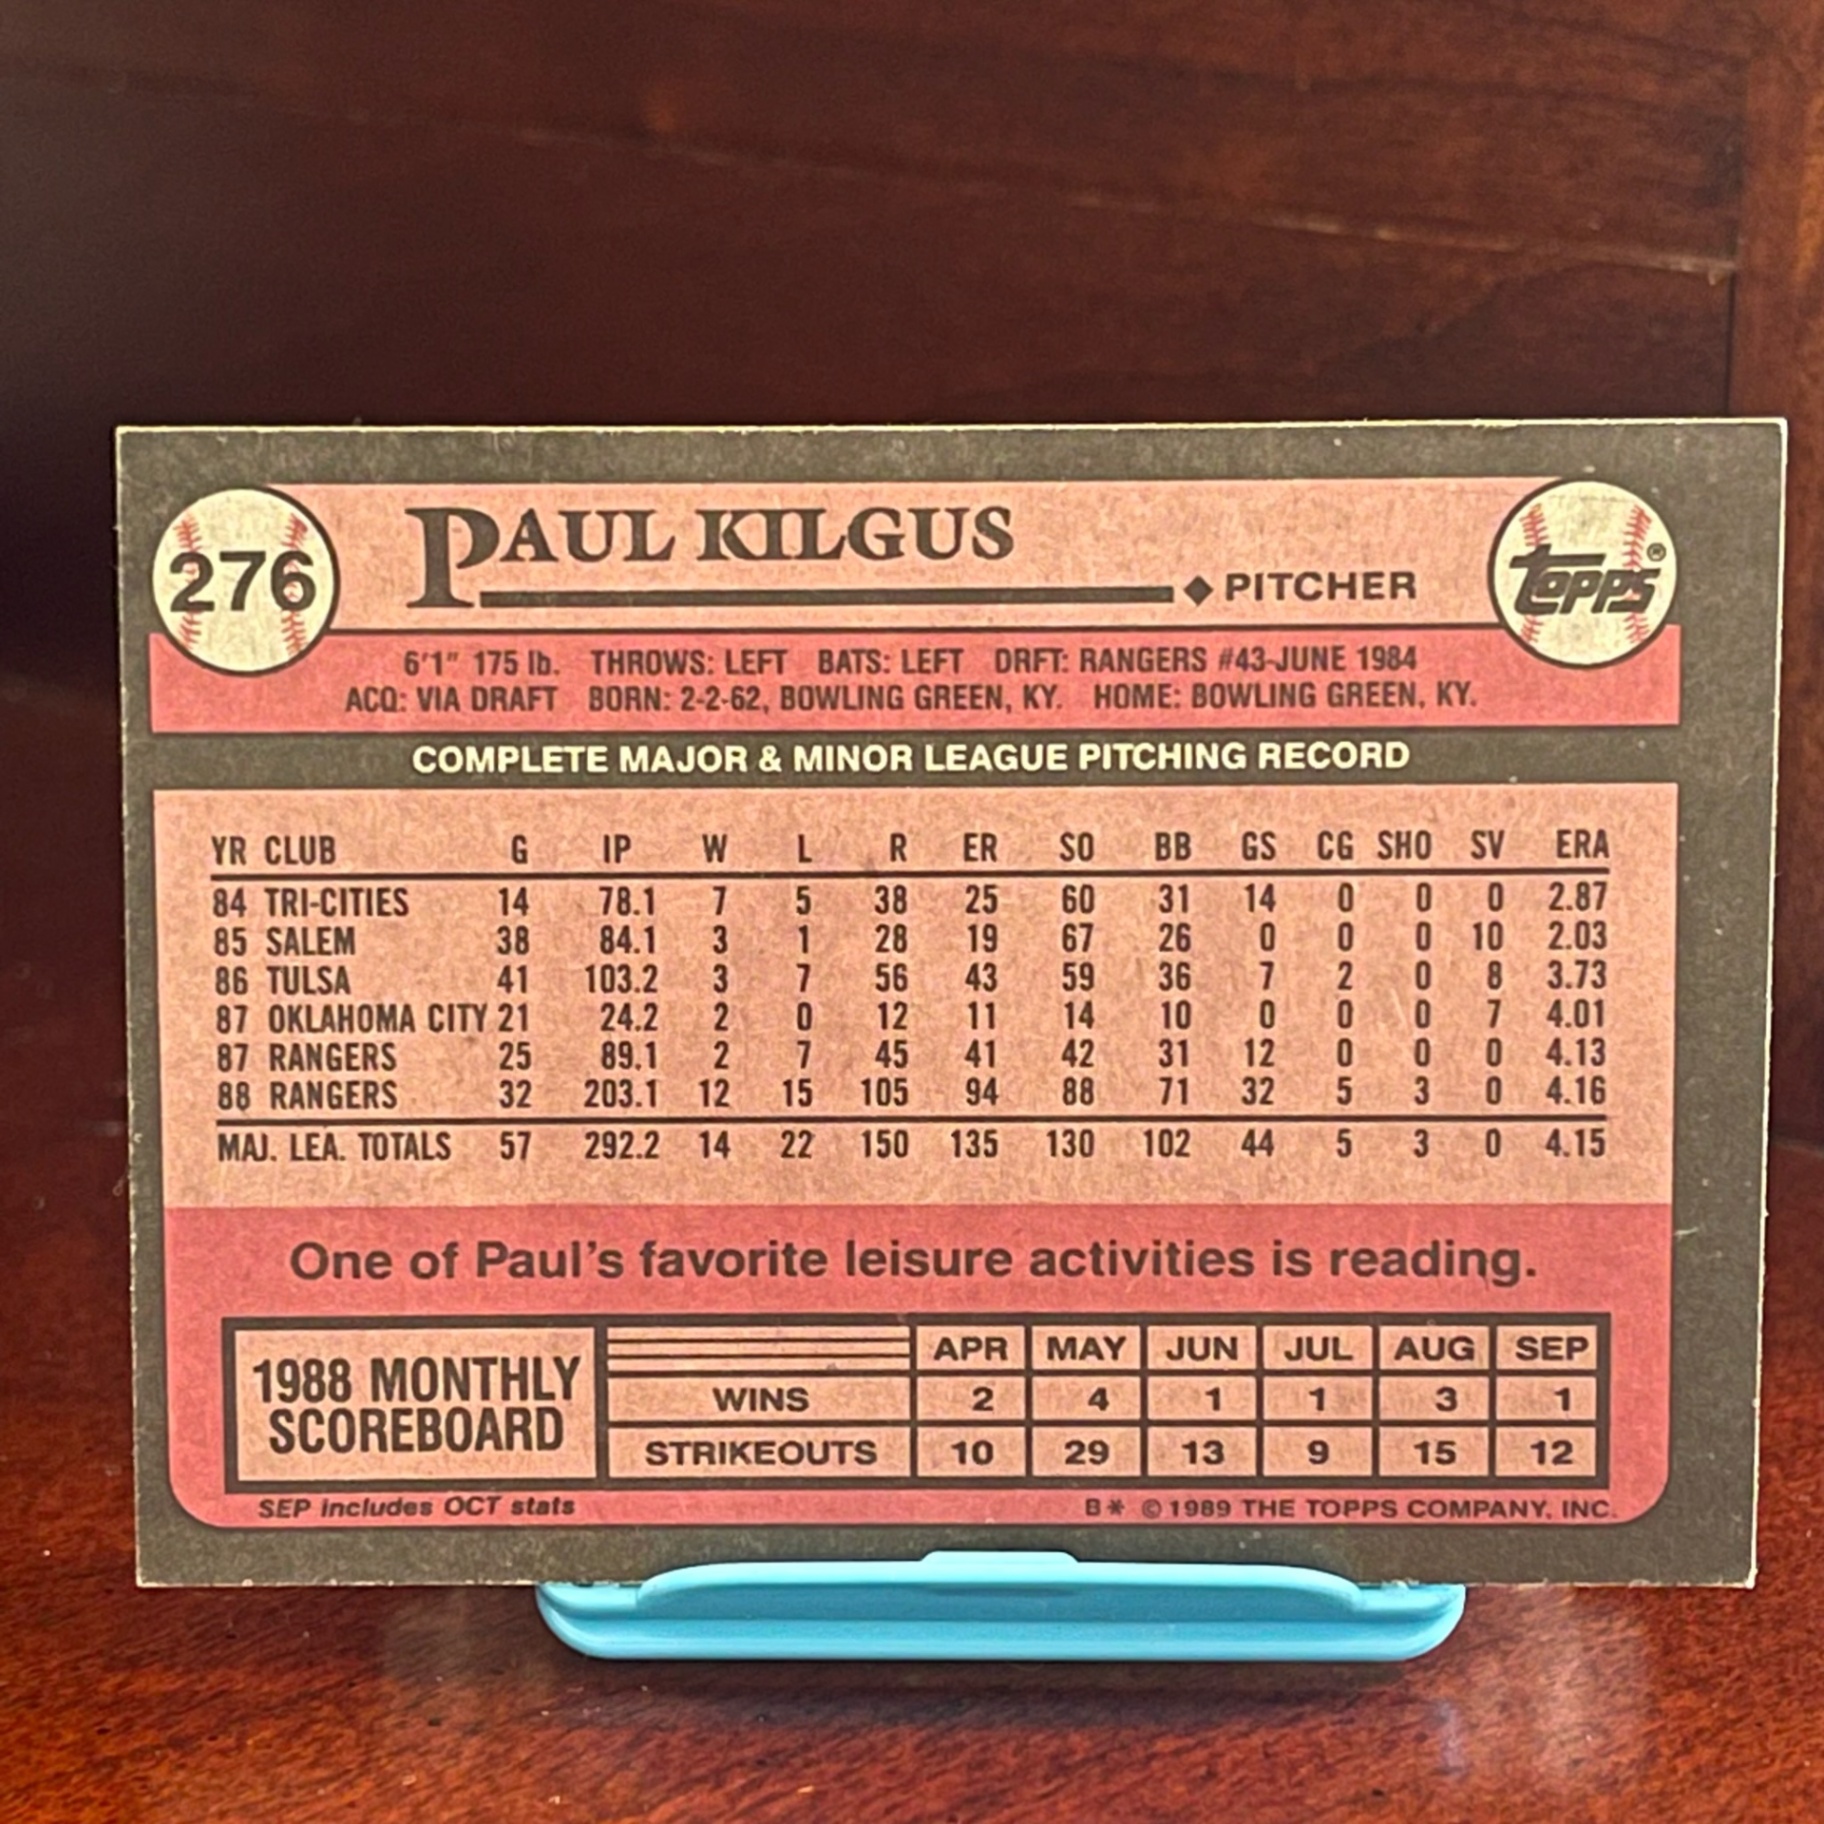 276
PAUL KILGUS
PITCHER
TOPPS®
6'1" 175 lb. THROWS: LEFT BATS: LEFT DRFT: RANGERS #43-JUNE 1984
ACQ: VIA DRAFT BORN: 2-2-62, BOWLING GREEN, KY. HOME: BOWLING GREEN, KY.
COMPLETE MAJOR & MINOR LEAGUE PITCHING RECORD
YR CLUB G IP W L R ER SO BB GS CG SHO SV ERA
84 TRI-CITIES 14 78.1 7 5 38 25 60 31 14 0 0 0 2.87
85 SALEM 38 84.1 3 1 28 19 67 26 0 0 0 10 2.03
86 TULSA 41 103.2 3 7 56 43 59 36 7 2 0 8 3.73
87 OKLAHOMA CITY 21 24.2 2 0 12 11 14 10 0 0 0 7 4.01
87 RANGERS 25 89.1 2 7 45 41 42 31 12 0 0 0 4.13
88 RANGERS 32 203.1 12 15 105 94 88 71 32 5 3 0 4.16
MAJ. LEA. TOTALS 57 292.2 14 22 150 135 130 102 44 5 3 0 4.15
One of Paul's favorite leisure activities is reading.
1988 MONTHLY
SCOREBOARD
APR MAY JUN JUL AUG SEP
WINS 2 4 1 1 3 1
STRIKEOUTS 10 29 13 9 15 12
SEP includes OCT stats
B* © 1989 THE TOPPS COMPANY, INC.